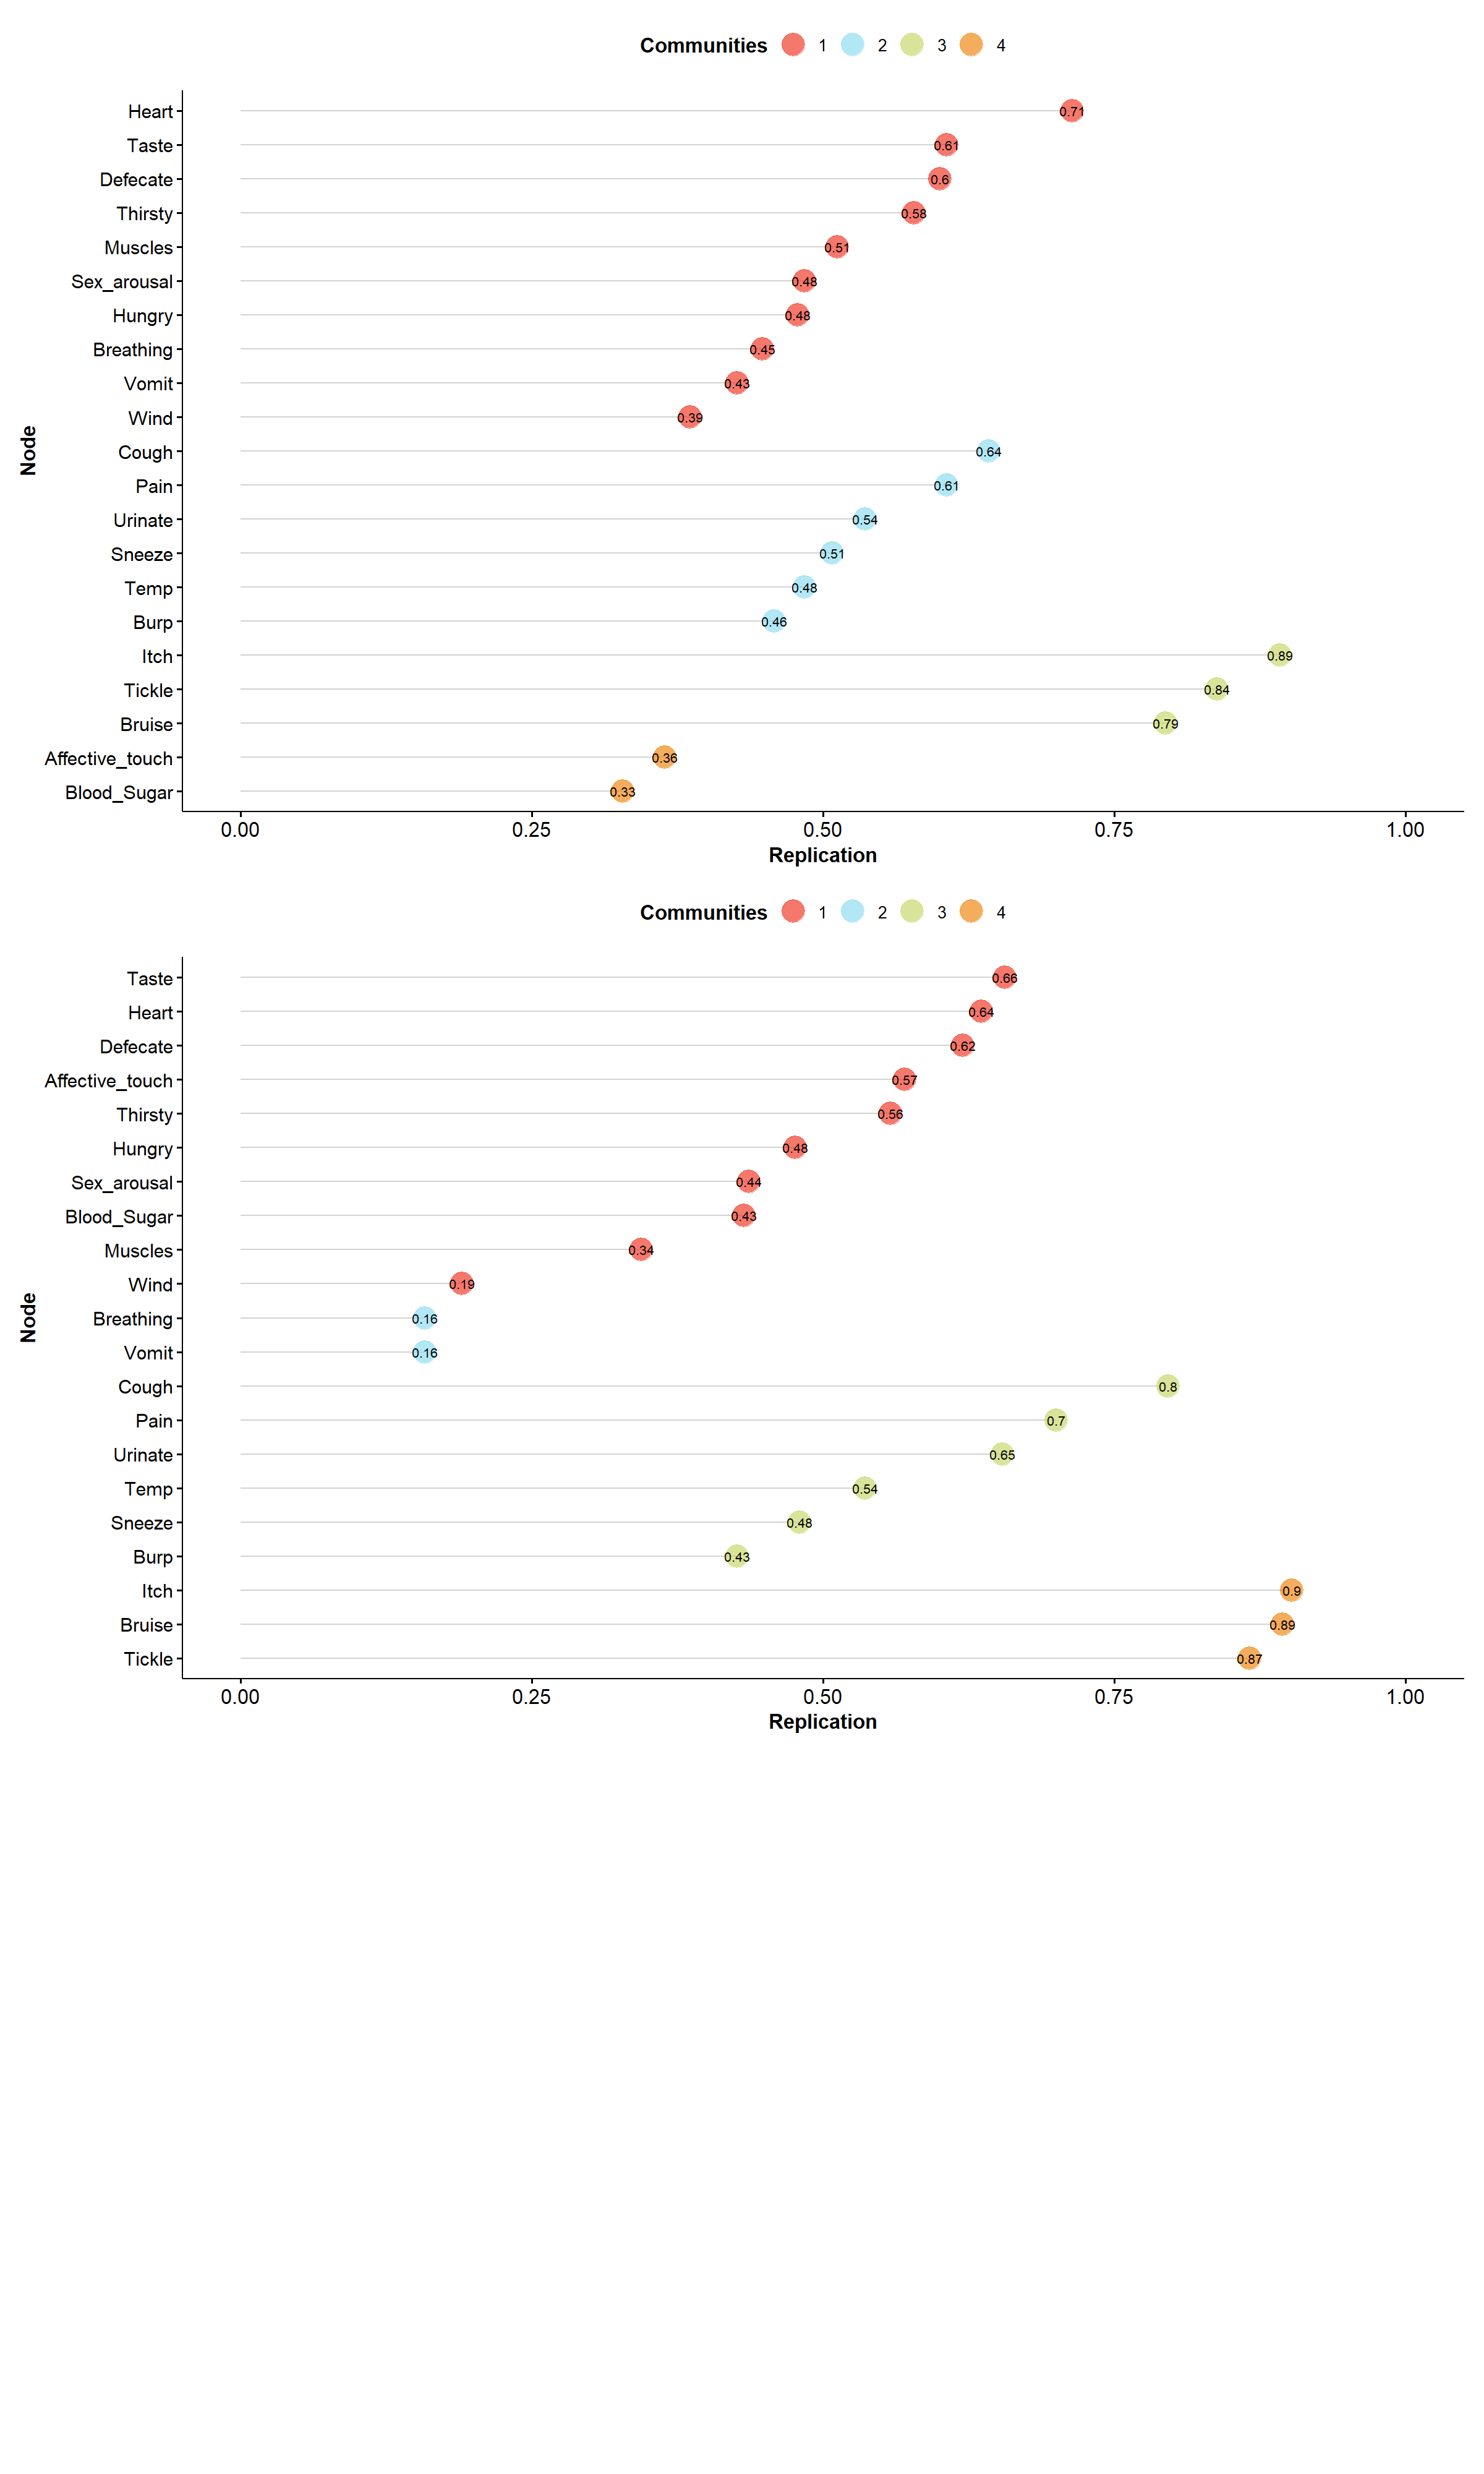 Communities 1 2 3 4
Heart 0.71
Taste 0.61
Defecate 0.6
Thirsty 0.58
Muscles 0.51
Sex_arousal 0.48
Hungry 0.48
Breathing 0.45
Vomit 0.43
Wind 0.39
Cough 0.64
Node
Pain 0.61
Urinate 0.54
Sneeze 0.51
Temp 0.48
Burp 0.46
Itch 0.89
Tickle 0.84
Bruise 0.79
Affective_touch 0.36
Blood_Sugar 0.33
0.00 0.25 0.50 0.75 1.00
Replication
Communities 1 2 3 4
Taste 0.66
Heart 0.64
Defecate 0.62
Affective_touch 0.57
Thirsty 0.56
Hungry 0.48
Sex_arousal 0.44
Blood_Sugar 0.43
Muscles 0.34
Wind 0.19
Breathing 0.16
Node
Vomit 0.16
Cough 0.8
Pain 0.7
Urinate 0.65
Temp 0.54
Sneeze 0.48
Burp 0.43
Itch 0.9
Bruise 0.89
Tickle 0.87
0.00 0.25 0.50 0.75 1.00
Replication